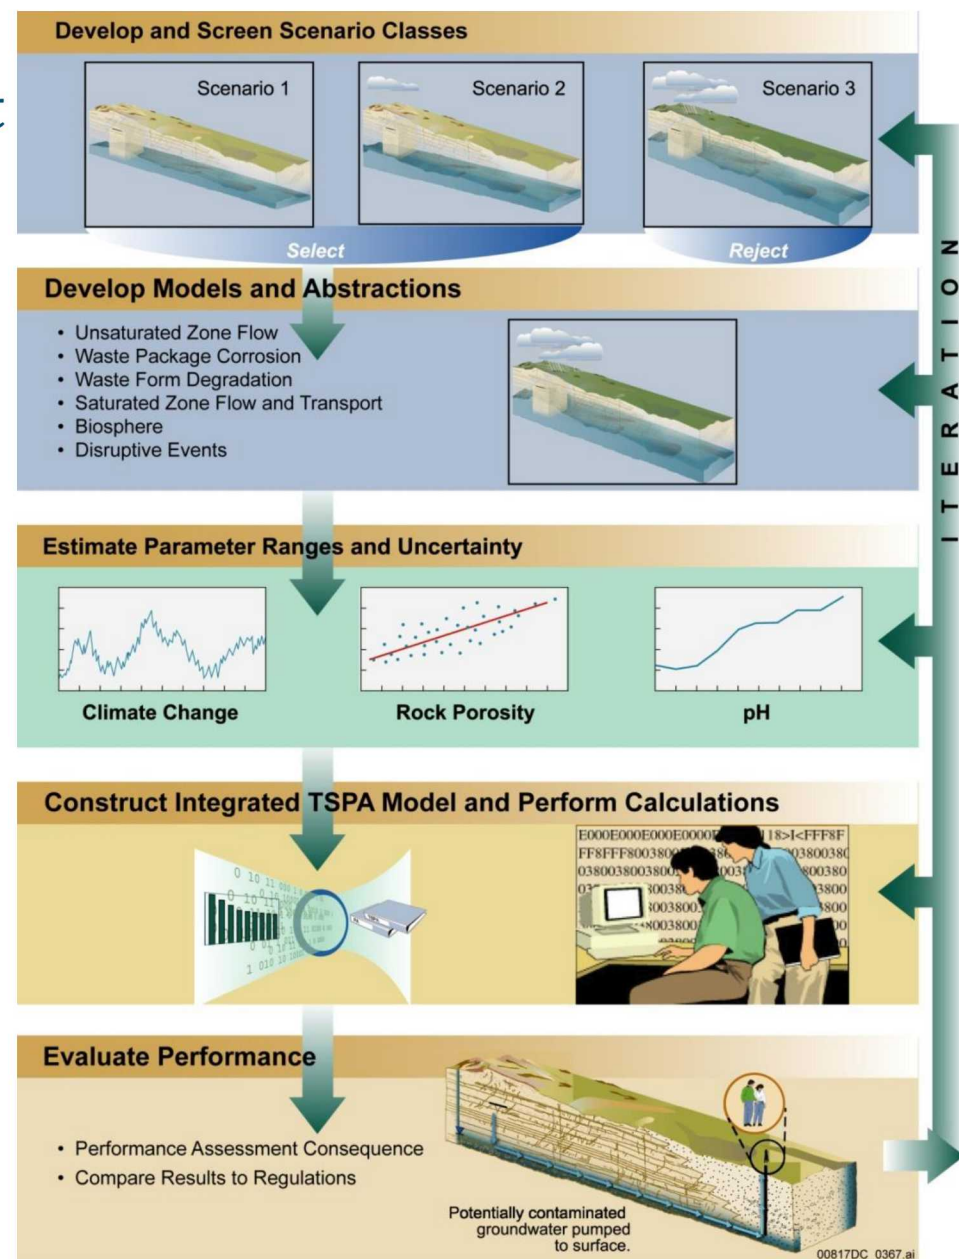 Develop and Screen Scenario Classes
Scenario 1
Scenario 2
Scenario 3
Select
Reject
Develop Models and Abstractions
• Unsaturated Zone Flow
• Waste Package Corrosion
• Waste Form Degradation
• Saturated Zone Flow and Transport
• Biosphere
• Disruptive Events
Estimate Parameter Ranges and Uncertainty
Climate Change
Rock Porosity
pH
Construct Integrated TSPA Model and Perform Calculations
Evaluate Performance
• Performance Assessment Consequence
• Compare Results to Regulations
Potentially contaminated
groundwater pumped
to surface.
ITERATION
00817DC_0367.ai